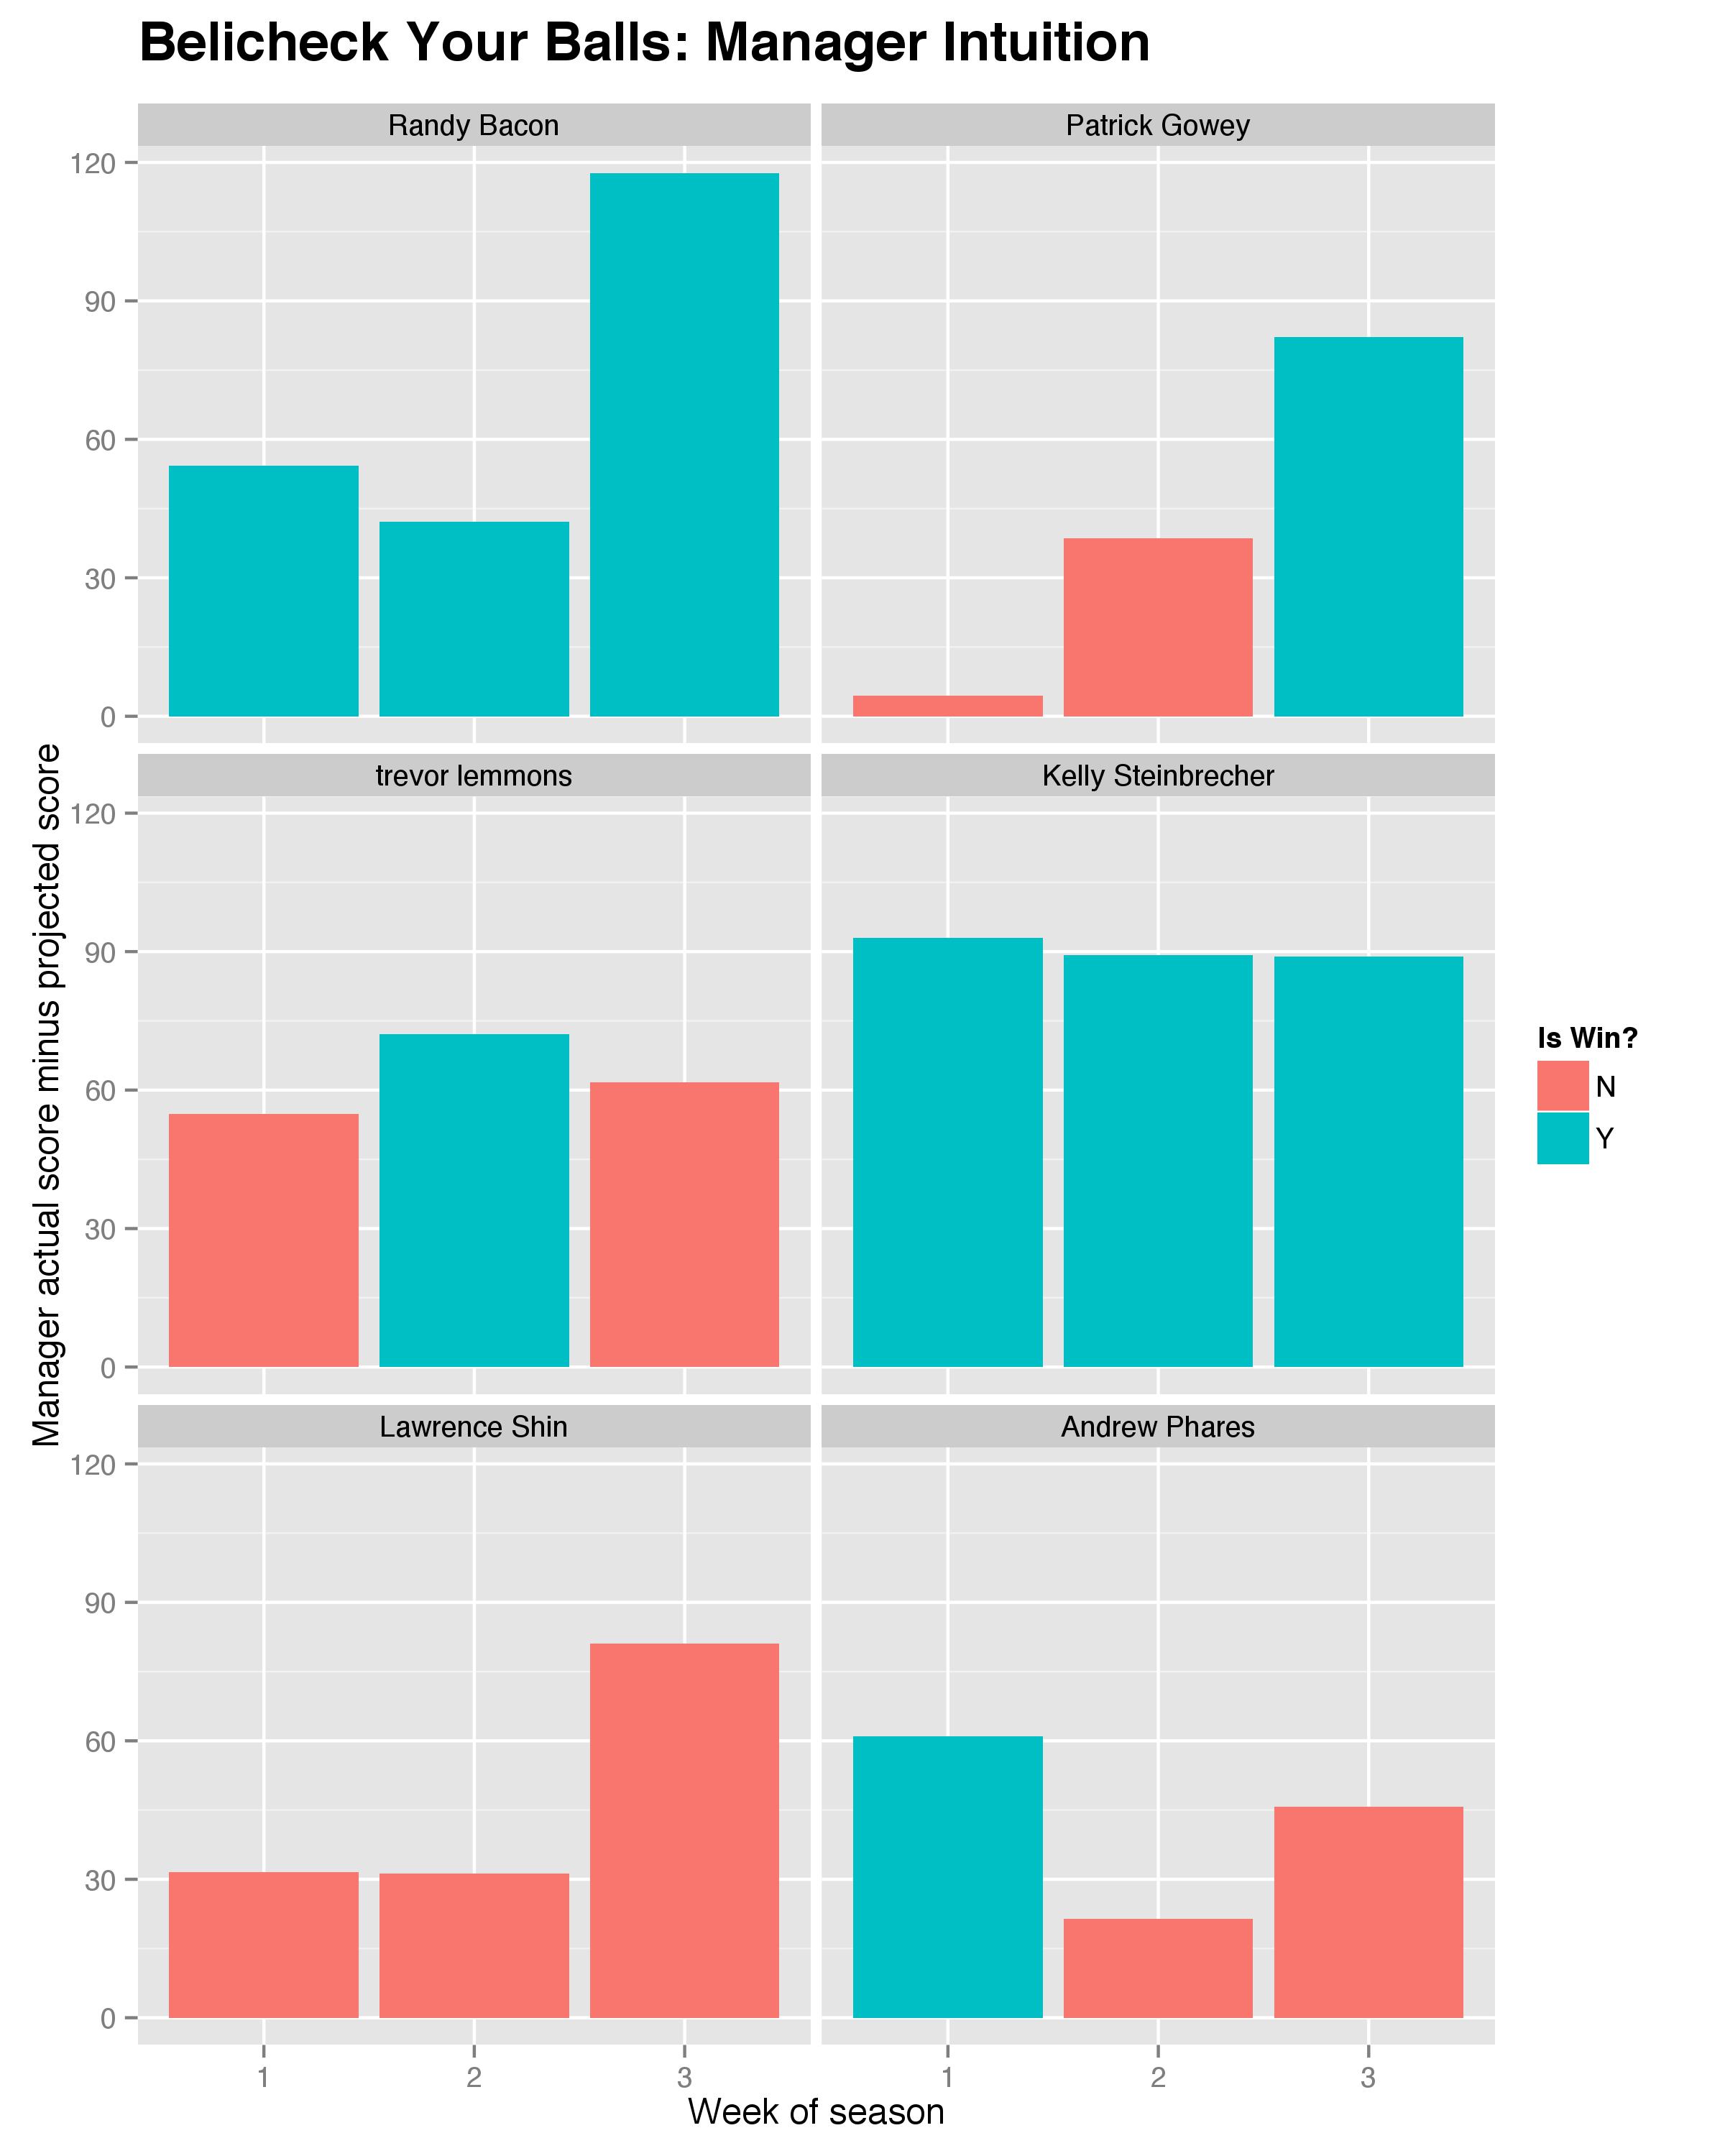 Belicheck Your Balls: Manager Intuition
Randy Bacon
Patrick Gowey
120
90
60
30
0
trevor lemmons
Kelly Steinbrecher
120
90
60
30
0
Lawrence Shin
Andrew Phares
120
90
60
30
0
1 2 3 1 2 3
Week of season
Manager actual score minus projected score
Is Win?
N
Y